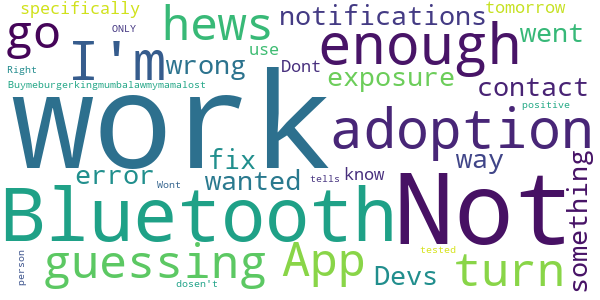 specifically
notifications
tomorrow
go
I'm
hews
enough
went
ONLY
wrong
use
Dont
exposure
contact
Right
Buymeburgerkingmumbalawmymamalost
positive
work
adoption
fix
way
error
wanted
tells
know
Wont
something
Bluetooth
Not
guessing
App
Devs
turn
tested
person
dosen't